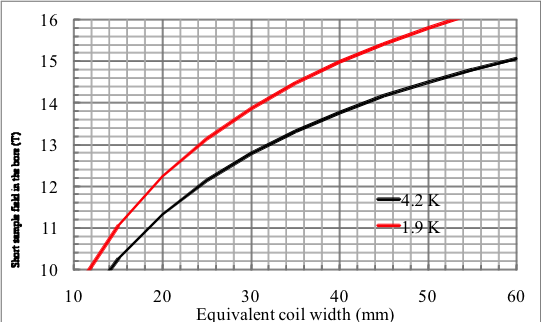 16
15
14
13
12
11
10
Short sample field in the bore (T)
4.2 K
1.9 K
10 20 30 40 50 60
Equivalent coil width (mm)